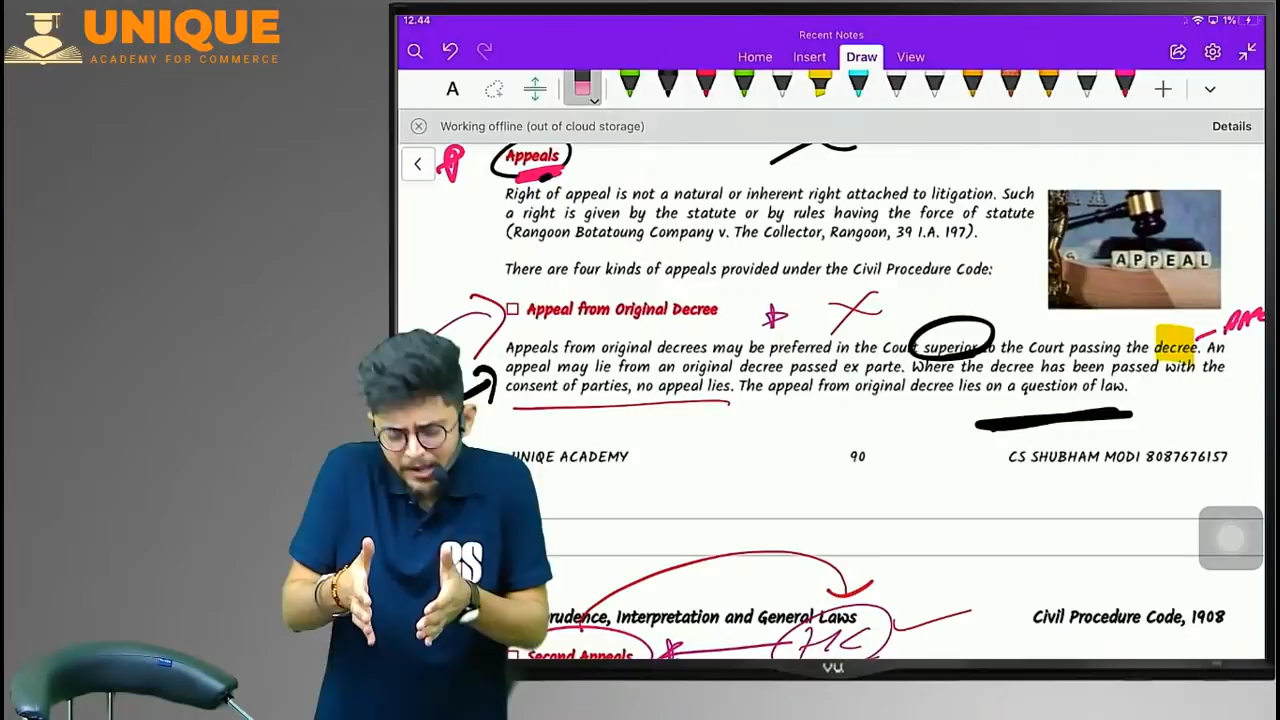 UNIQUE
ACADEMY FOR COMMERCE
12.44
1%
Recent Notes
Home Insert Draw View
A
Working offline (out of cloud storage)
Details
Appeals
Right of appeal is not a natural or inherent right attached to litigation. Such
a right is given by the statute or by rules having the force of statute
(Rangoon Botatoung Company v. The Collector, Rangoon, 39 I.A. 197).
APPEAL
There are four kinds of appeals provided under the Civil Procedure Code:
Appeal from Original Decree
Appeals from original decrees may be preferred in the Court superior to the Court passing the decree. An
appeal may lie from an original decree passed ex parte. Where the decree has been passed with the
consent of parties, no appeal lies. The appeal from original decree lies on a question of law.
UNIQE ACADEMY 90 CS SHUBHAM MODI 8087676157
CS
Interpretation and General Laws Civil Procedure Code, 1908
HC
Second Appeals
VU